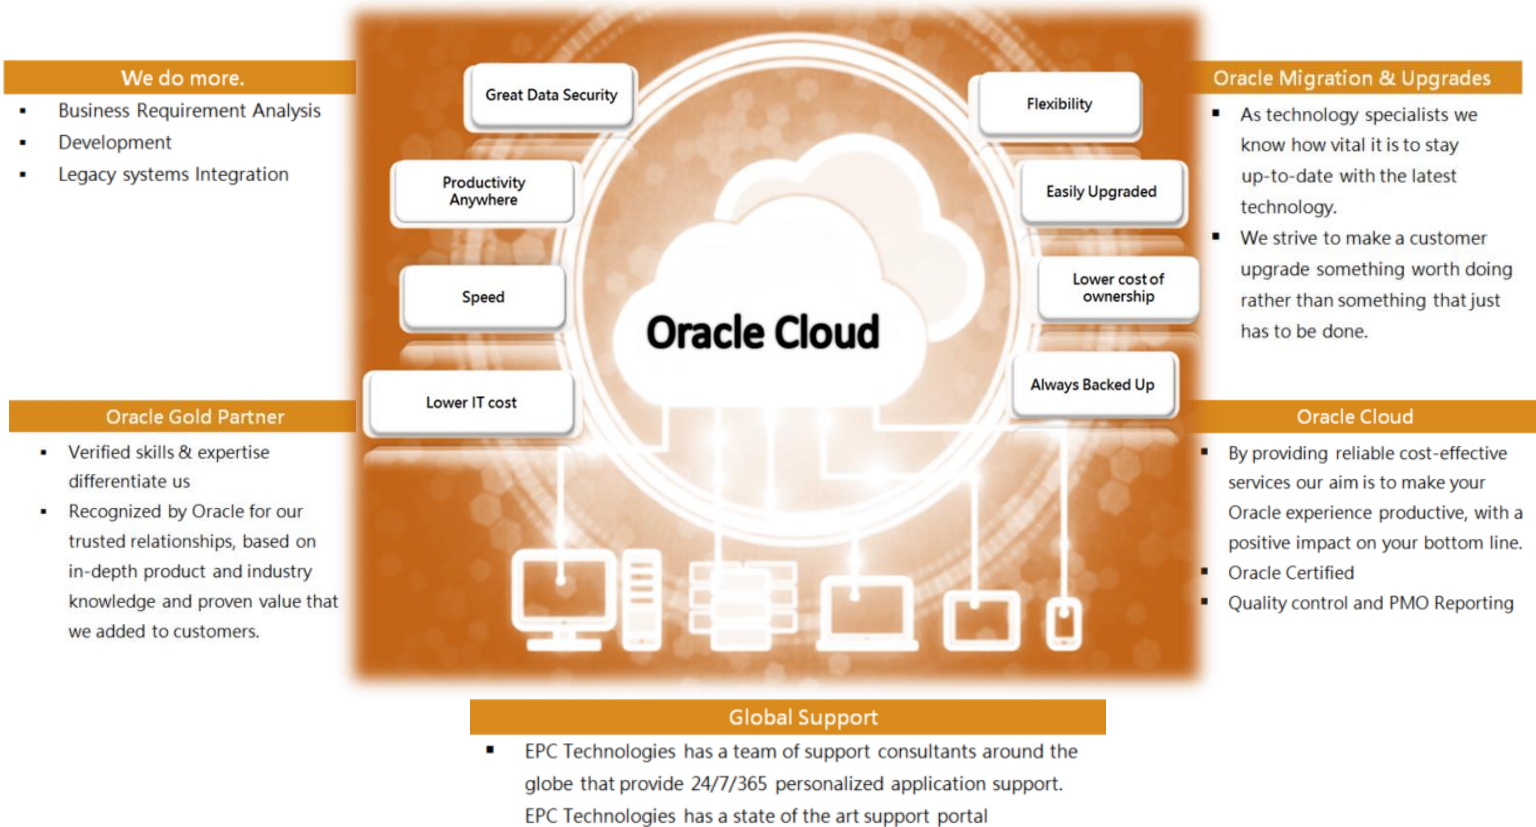 We do more.
▪ Business Requirement Analysis
▪ Development
▪ Legacy systems Integration
Oracle Gold Partner
▪ Verified skills & expertise
differentiate us
▪ Recognized by Oracle for our
trusted relationships, based on
in-depth product and industry
knowledge and proven value that
we added to customers.
Great Data Security
Productivity
Anywhere
Speed
Lower IT cost
Oracle Cloud
Flexibility
Easily Upgraded
Lower cost of
ownership
Always Backed Up
Oracle Migration & Upgrades
▪ As technology specialists we
know how vital it is to stay
up-to-date with the latest
technology.
▪ We strive to make a customer
upgrade something worth doing
rather than something that just
has to be done.
Oracle Cloud
▪ By providing reliable cost-effective
services our aim is to make your
Oracle experience productive, with a
positive impact on your bottom line.
▪ Oracle Certified
▪ Quality control and PMO Reporting
Global Support
▪ EPC Technologies has a team of support consultants around the
globe that provide 24/7/365 personalized application support.
EPC Technologies has a state of the art support portal